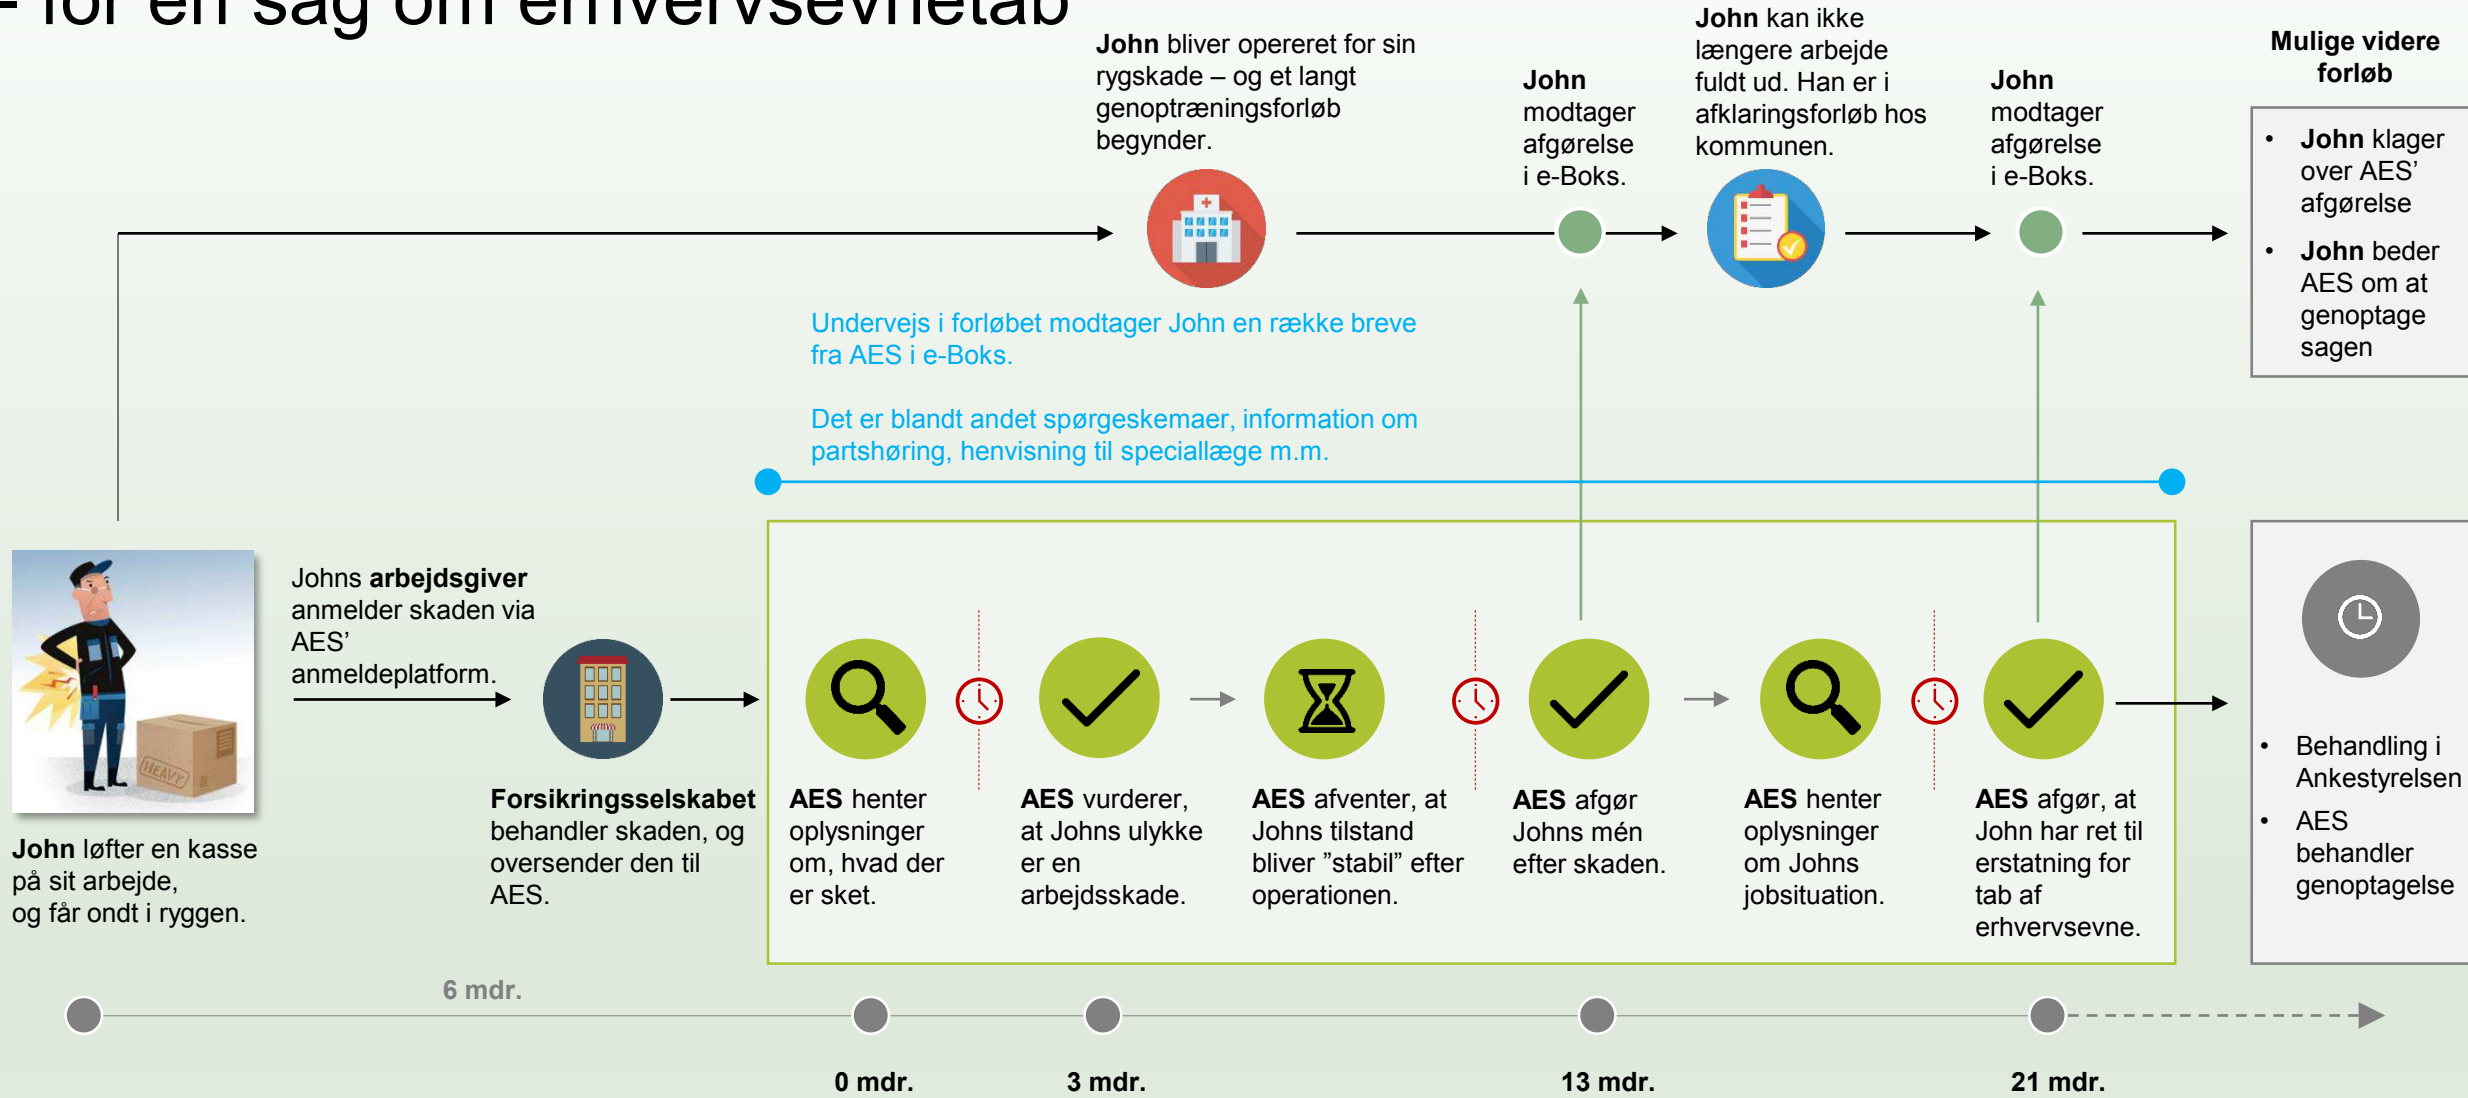 - for en sag om erhvervsevnetab
John bliver opereret for sin
rygskade – og et langt
genoptræningsforløb
begynder.
John
modtager
afgørelse
i e-Boks.
John kan ikke
længere arbejde
fuldt ud. Han er i
afklaringsforløb hos
kommunen.
John
modtager
afgørelse
i e-Boks.
Mulige videre
forløb
• John klager
over AES’
afgørelse
• John beder
AES om at
genoptage
sagen
Undervejs i forløbet modtager John en række breve
fra AES i e-Boks.
Det er blandt andet spørgeskemaer, information om
partshøring, henvisning til speciallæge m.m.
HEAVY
John løfter en kasse
på sit arbejde,
og får ondt i ryggen.
Johns arbejdsgiver
anmelder skaden via
AES’
anmeldeplatform.
Forsikringsselskabet
behandler skaden, og
oversender den til
AES.
AES henter
oplysninger
om, hvad der
er sket.
AES vurderer,
at Johns ulykke
er en
arbejdsskade.
AES afventer, at
Johns tilstand
bliver ”stabil” efter
operationen.
AES afgør
Johns mén
efter skaden.
AES henter
oplysninger
om Johns
jobsituation.
AES afgør, at
John har ret til
erstatning for
tab af
erhvervsevne.
• Behandling i
Ankestyrelsen
• AES
behandler
genoptagelse
6 mdr.
0 mdr.
3 mdr.
13 mdr.
21 mdr.